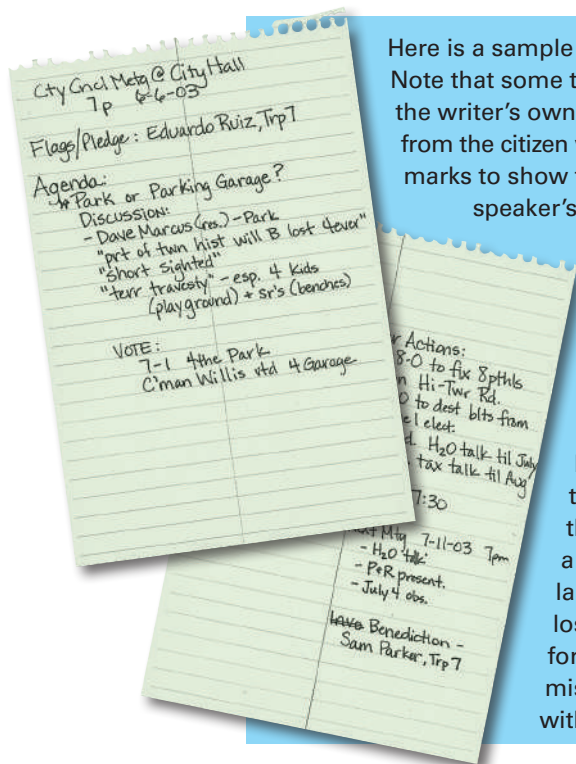 Cty Cncl Metg @ City Hall
7p 6-6-03
Flags/Pledge: Eduardo Ruiz, Trp 7
Agenda:
Park or Parking Garage?
Discussion:
- Dave Marcus (res.) - Park
"prt of twn hist will B lost 4ever"
"short sighted"
"terr travesty" - esp. 4 Kids
(playground) + Sr's (benches)
VOTE:
7-1 4the Park
C'man Willis vtd 4 Garage
Here is a sample
Note that some
the writer's own
from the citizen
marks to show
speaker's
Actions:
8-0 to fix 8pthls
Hi-Twr Rd.
to dest blts from
elect.
H2O talk til July
tax talk til Aug
7:30
Mtg 7-11-03 7pm
- H2O talk
- P+R present.
- July 4 obs.
Benediction -
Sam Parker, Trp 7
a
la
los
for
mis
with